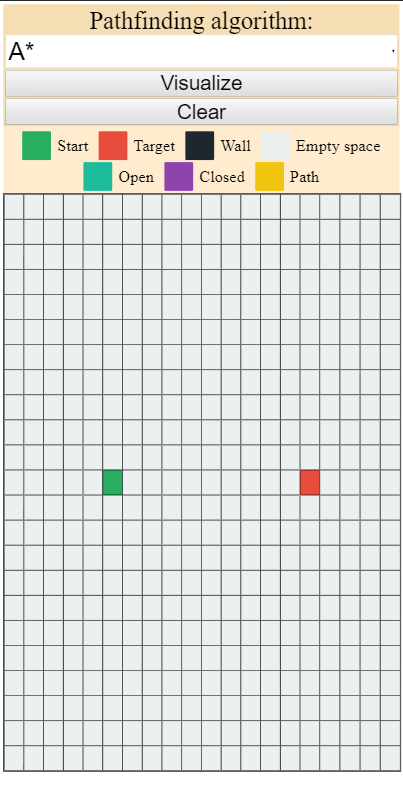 Pathfinding algorithm:
A*
Visualize
Clear
Start Target Wall Empty space
Open Closed Path